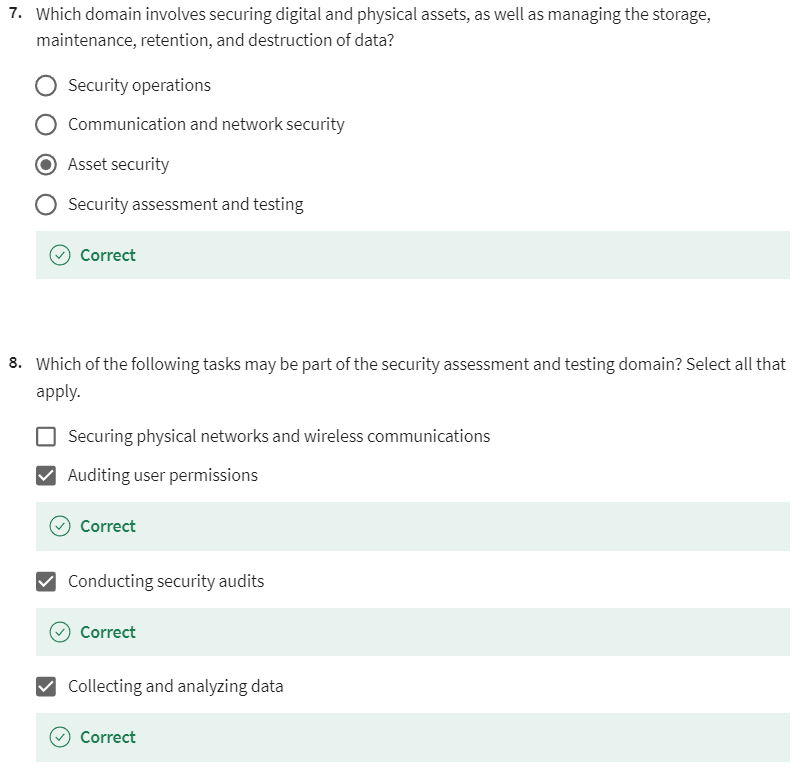 7. Which domain involves securing digital and physical assets, as well as managing the storage,
maintenance, retention, and destruction of data?
Security operations
Communication and network security
Asset security
Security assessment and testing
Correct
8. Which of the following tasks may be part of the security assessment and testing domain? Select all that
apply.
Securing physical networks and wireless communications
Auditing user permissions
Correct
Conducting security audits
Correct
Collecting and analyzing data
Correct